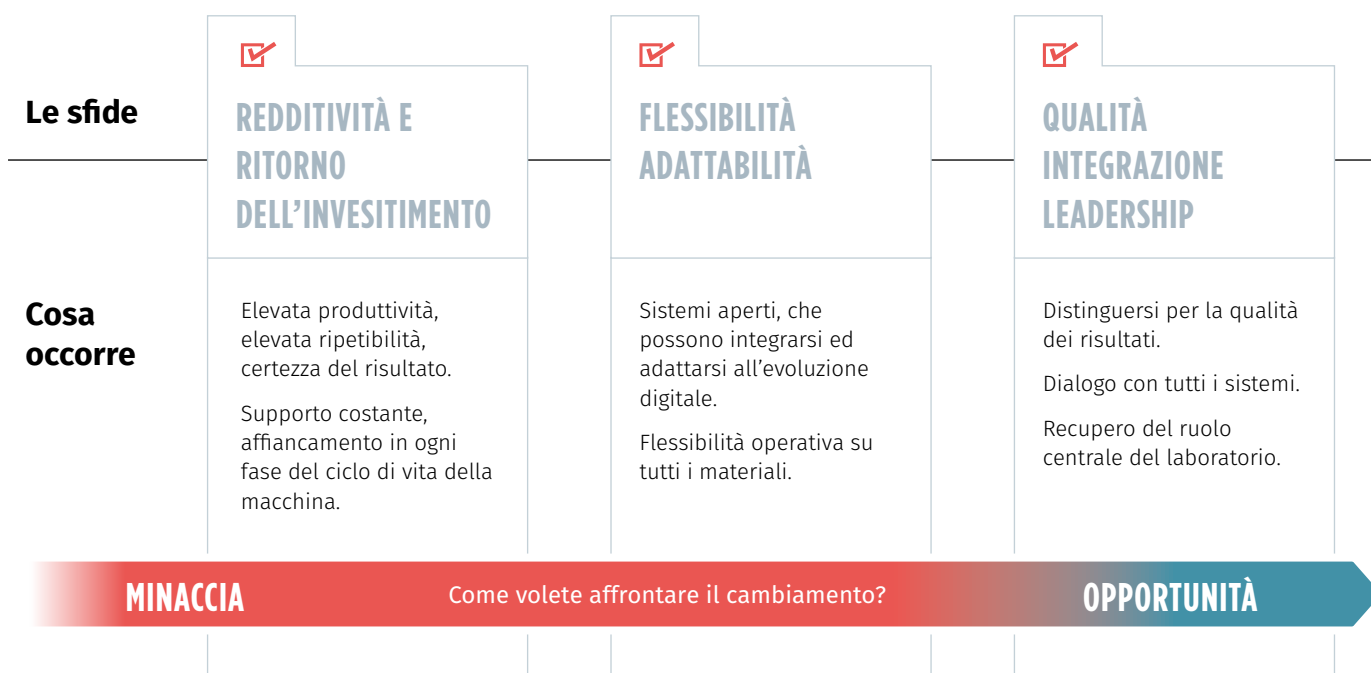 Le sfide
REDDITIVITÀ E
RITORNO
DELL'INVESITIMENTO
FLESSIBILITÀ
ADATTABILITÀ
QUALITÀ
INTEGRAZIONE
LEADERSHIP
Cosa
occorre
Elevata produttività,
elevata ripetibilità,
certezza del risultato.
Supporto costante,
affiancamento in ogni
fase del ciclo di vita della
macchina.
Sistemi aperti, che
possono integrarsi ed
adattarsi all'evoluzione
digitale.
Flessibilità operativa su
tutti i materiali.
Distinguersi per la qualità
dei risultati.
Dialogo con tutti i sistemi.
Recupero del ruolo
centrale del laboratorio.
MINACCIA
Come volete affrontare il cambiamento?
OPPORTUNITÀ